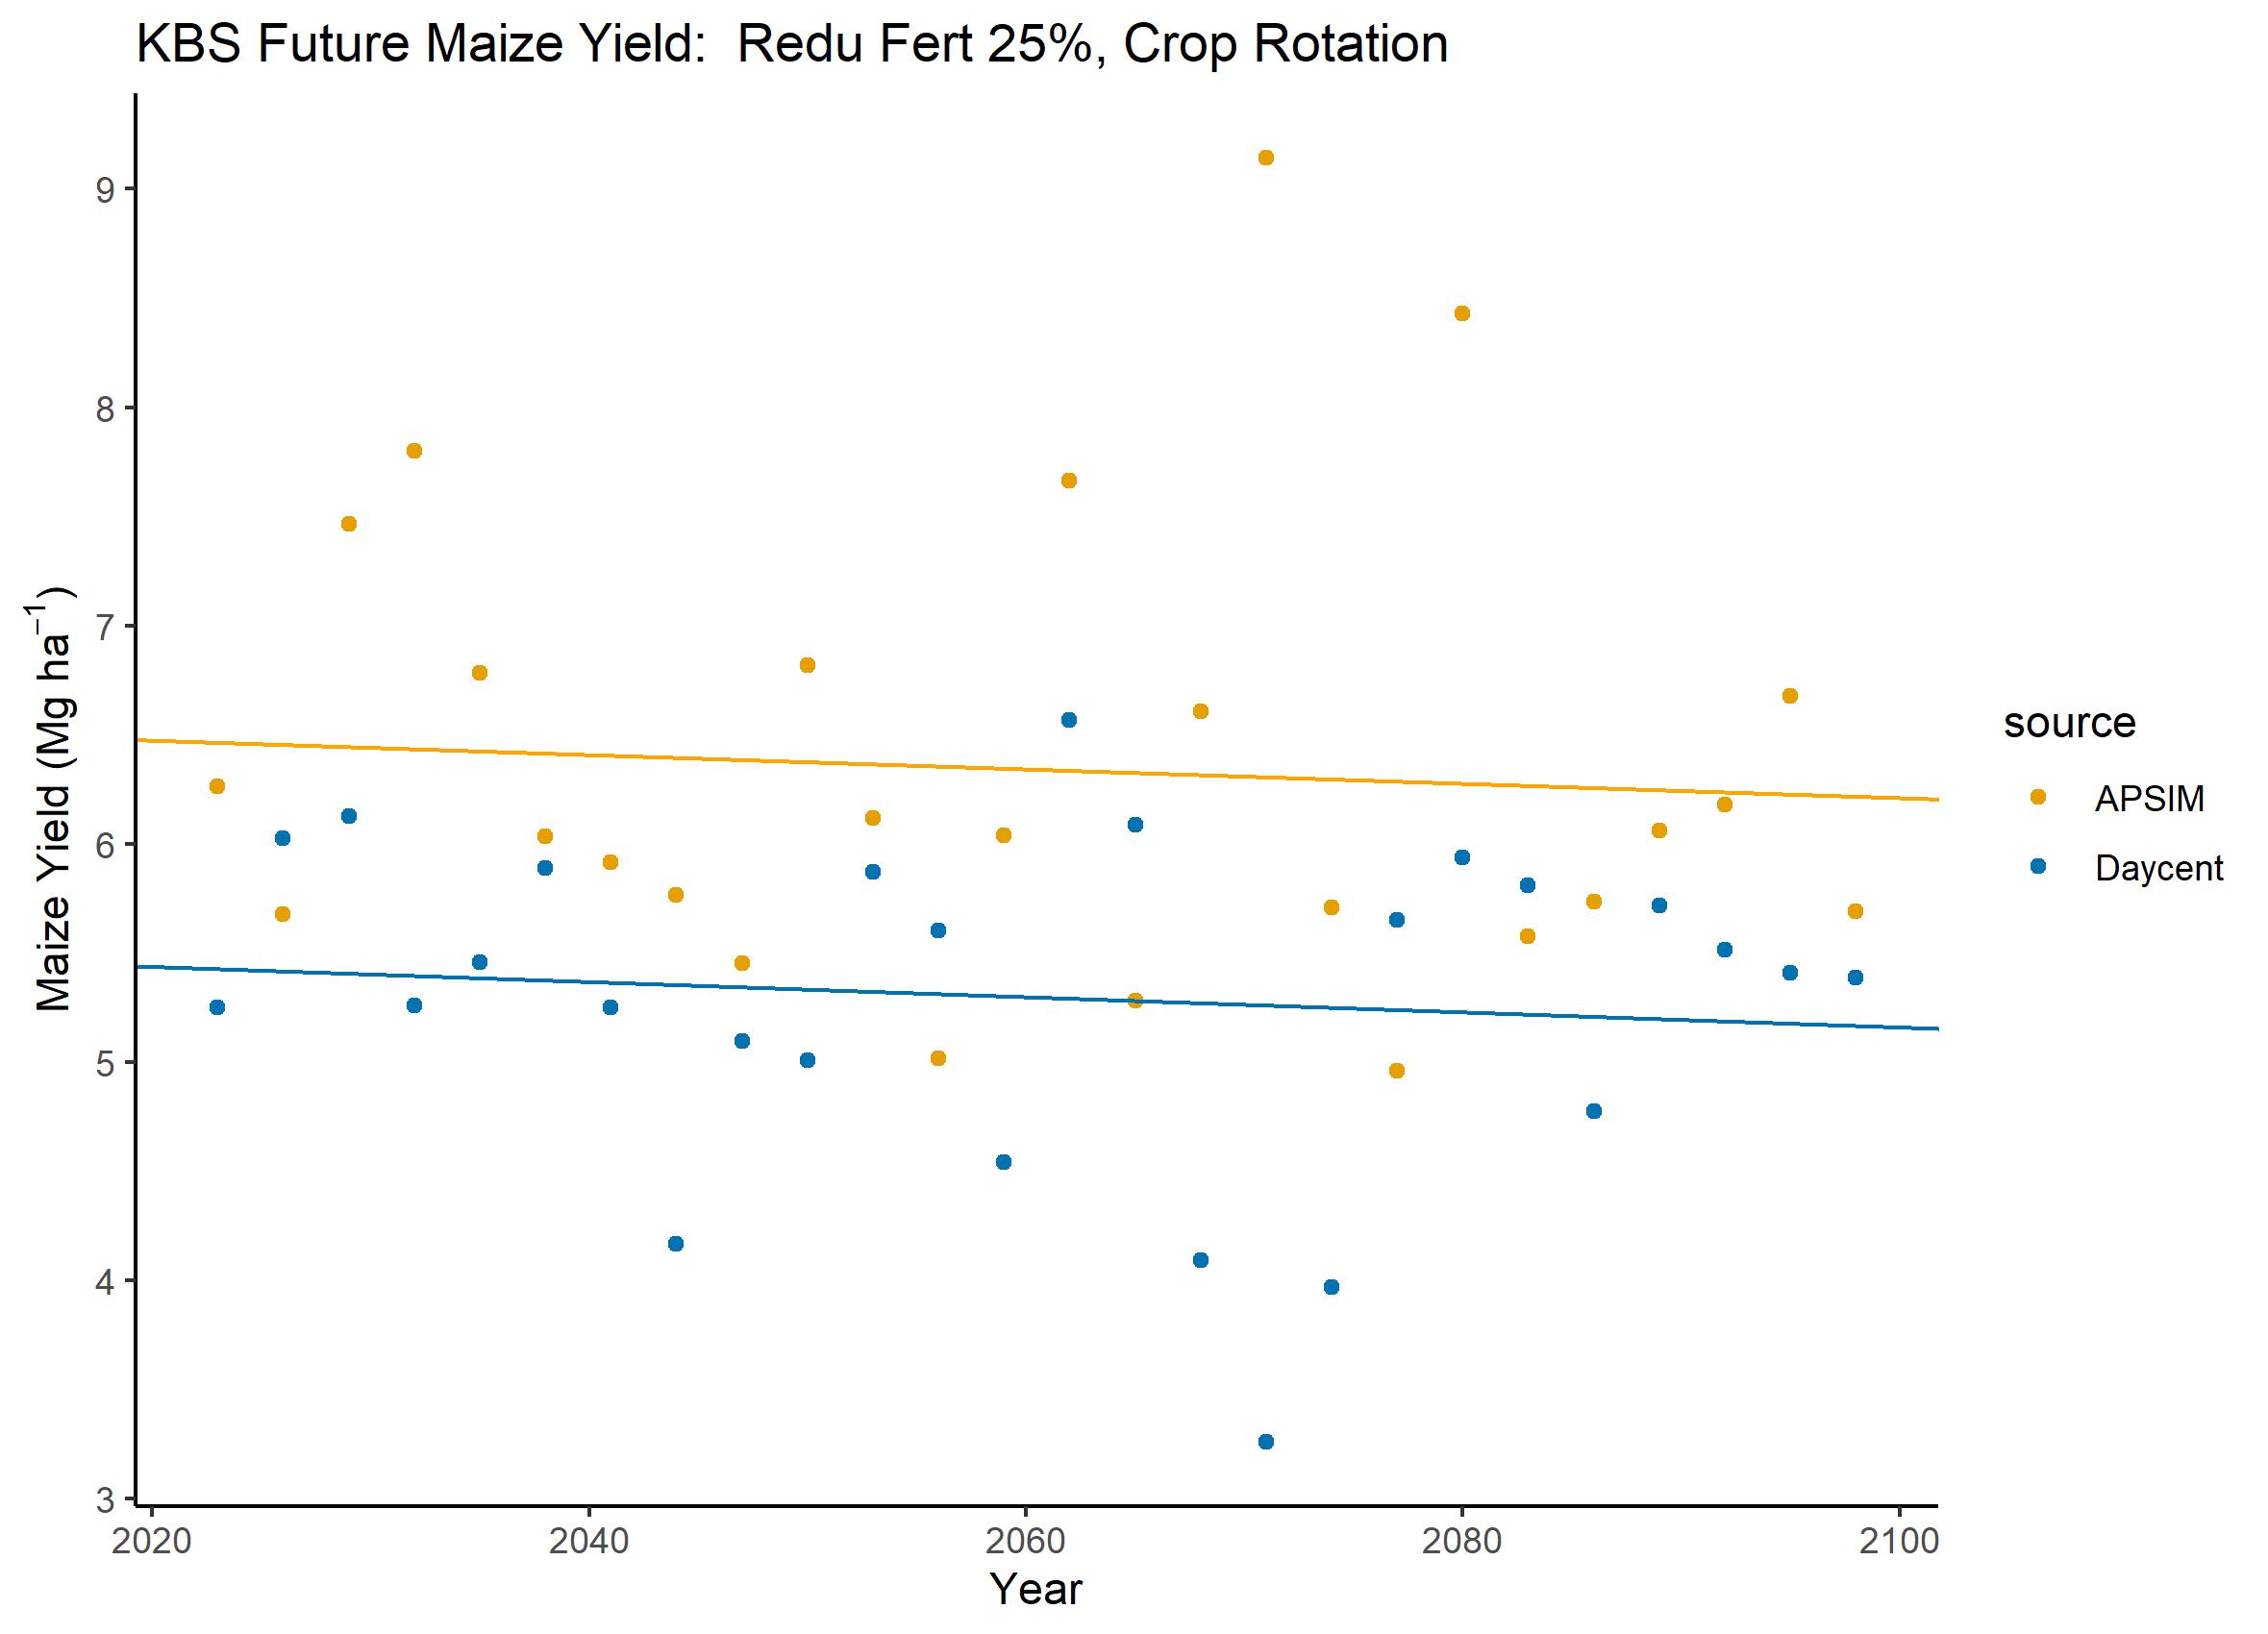 KBS Future Maize Yield:  Redu Fert 25%, Crop Rotation
Maize Yield (Mg ha⁻¹)
9
8
7
6
5
4
3
2020 2040 2060 2080 2100
Year
source
APSIM
Daycent